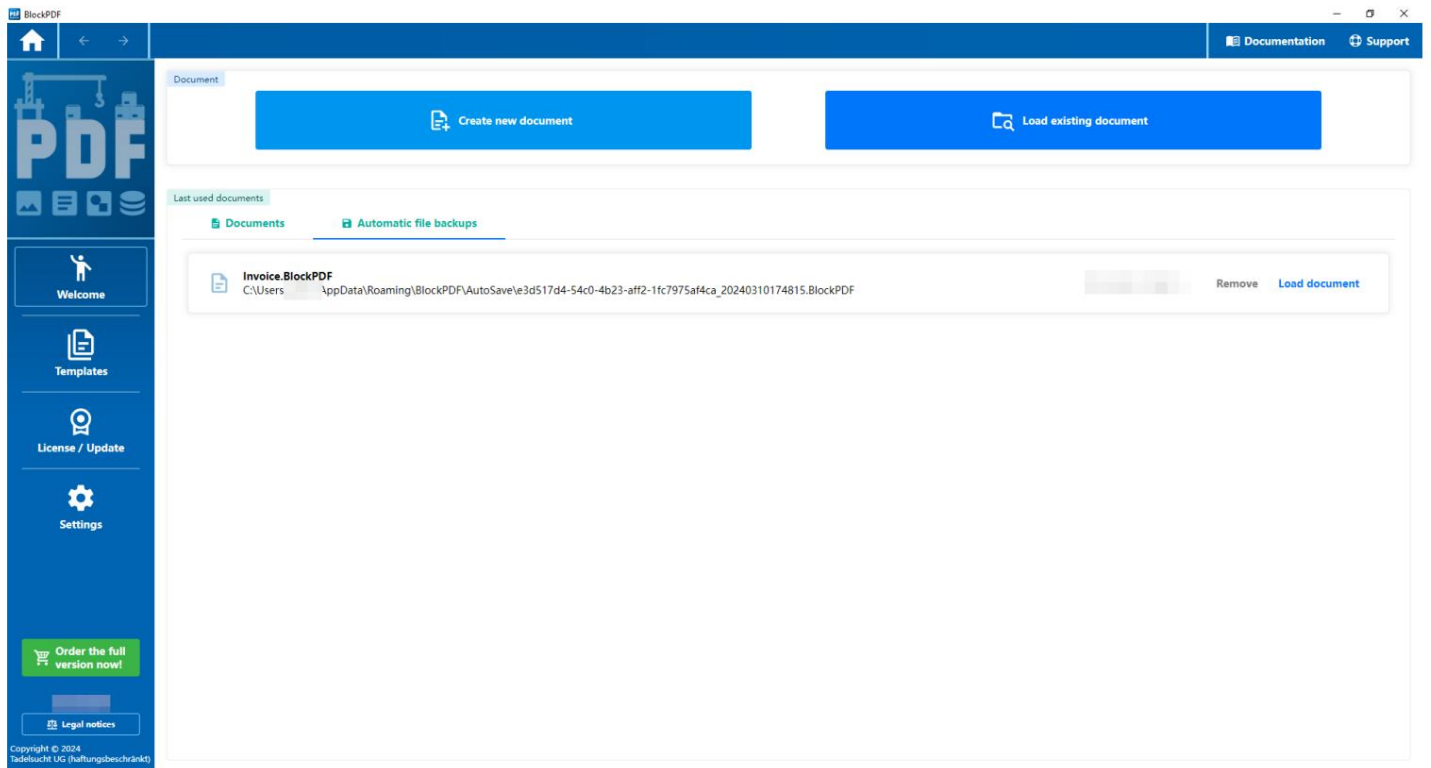 BlockPDF
Documentation
Support
PDF
Document
Create new document
Load existing document
Last used documents
Documents
Automatic file backups
Invoice.BlockPDF
C:\Users AppData\Roaming\BlockPDF\AutoSave\e3d517d4-54c0-4b23-aff2-1fc7975af4ca_20240310174815.BlockPDF
Remove
Load document
Welcome
Templates
License / Update
Settings
Order the full
version now!
Legal notices
Copyright © 2024
Tadelsucht UG (haftungsbeschränkt)